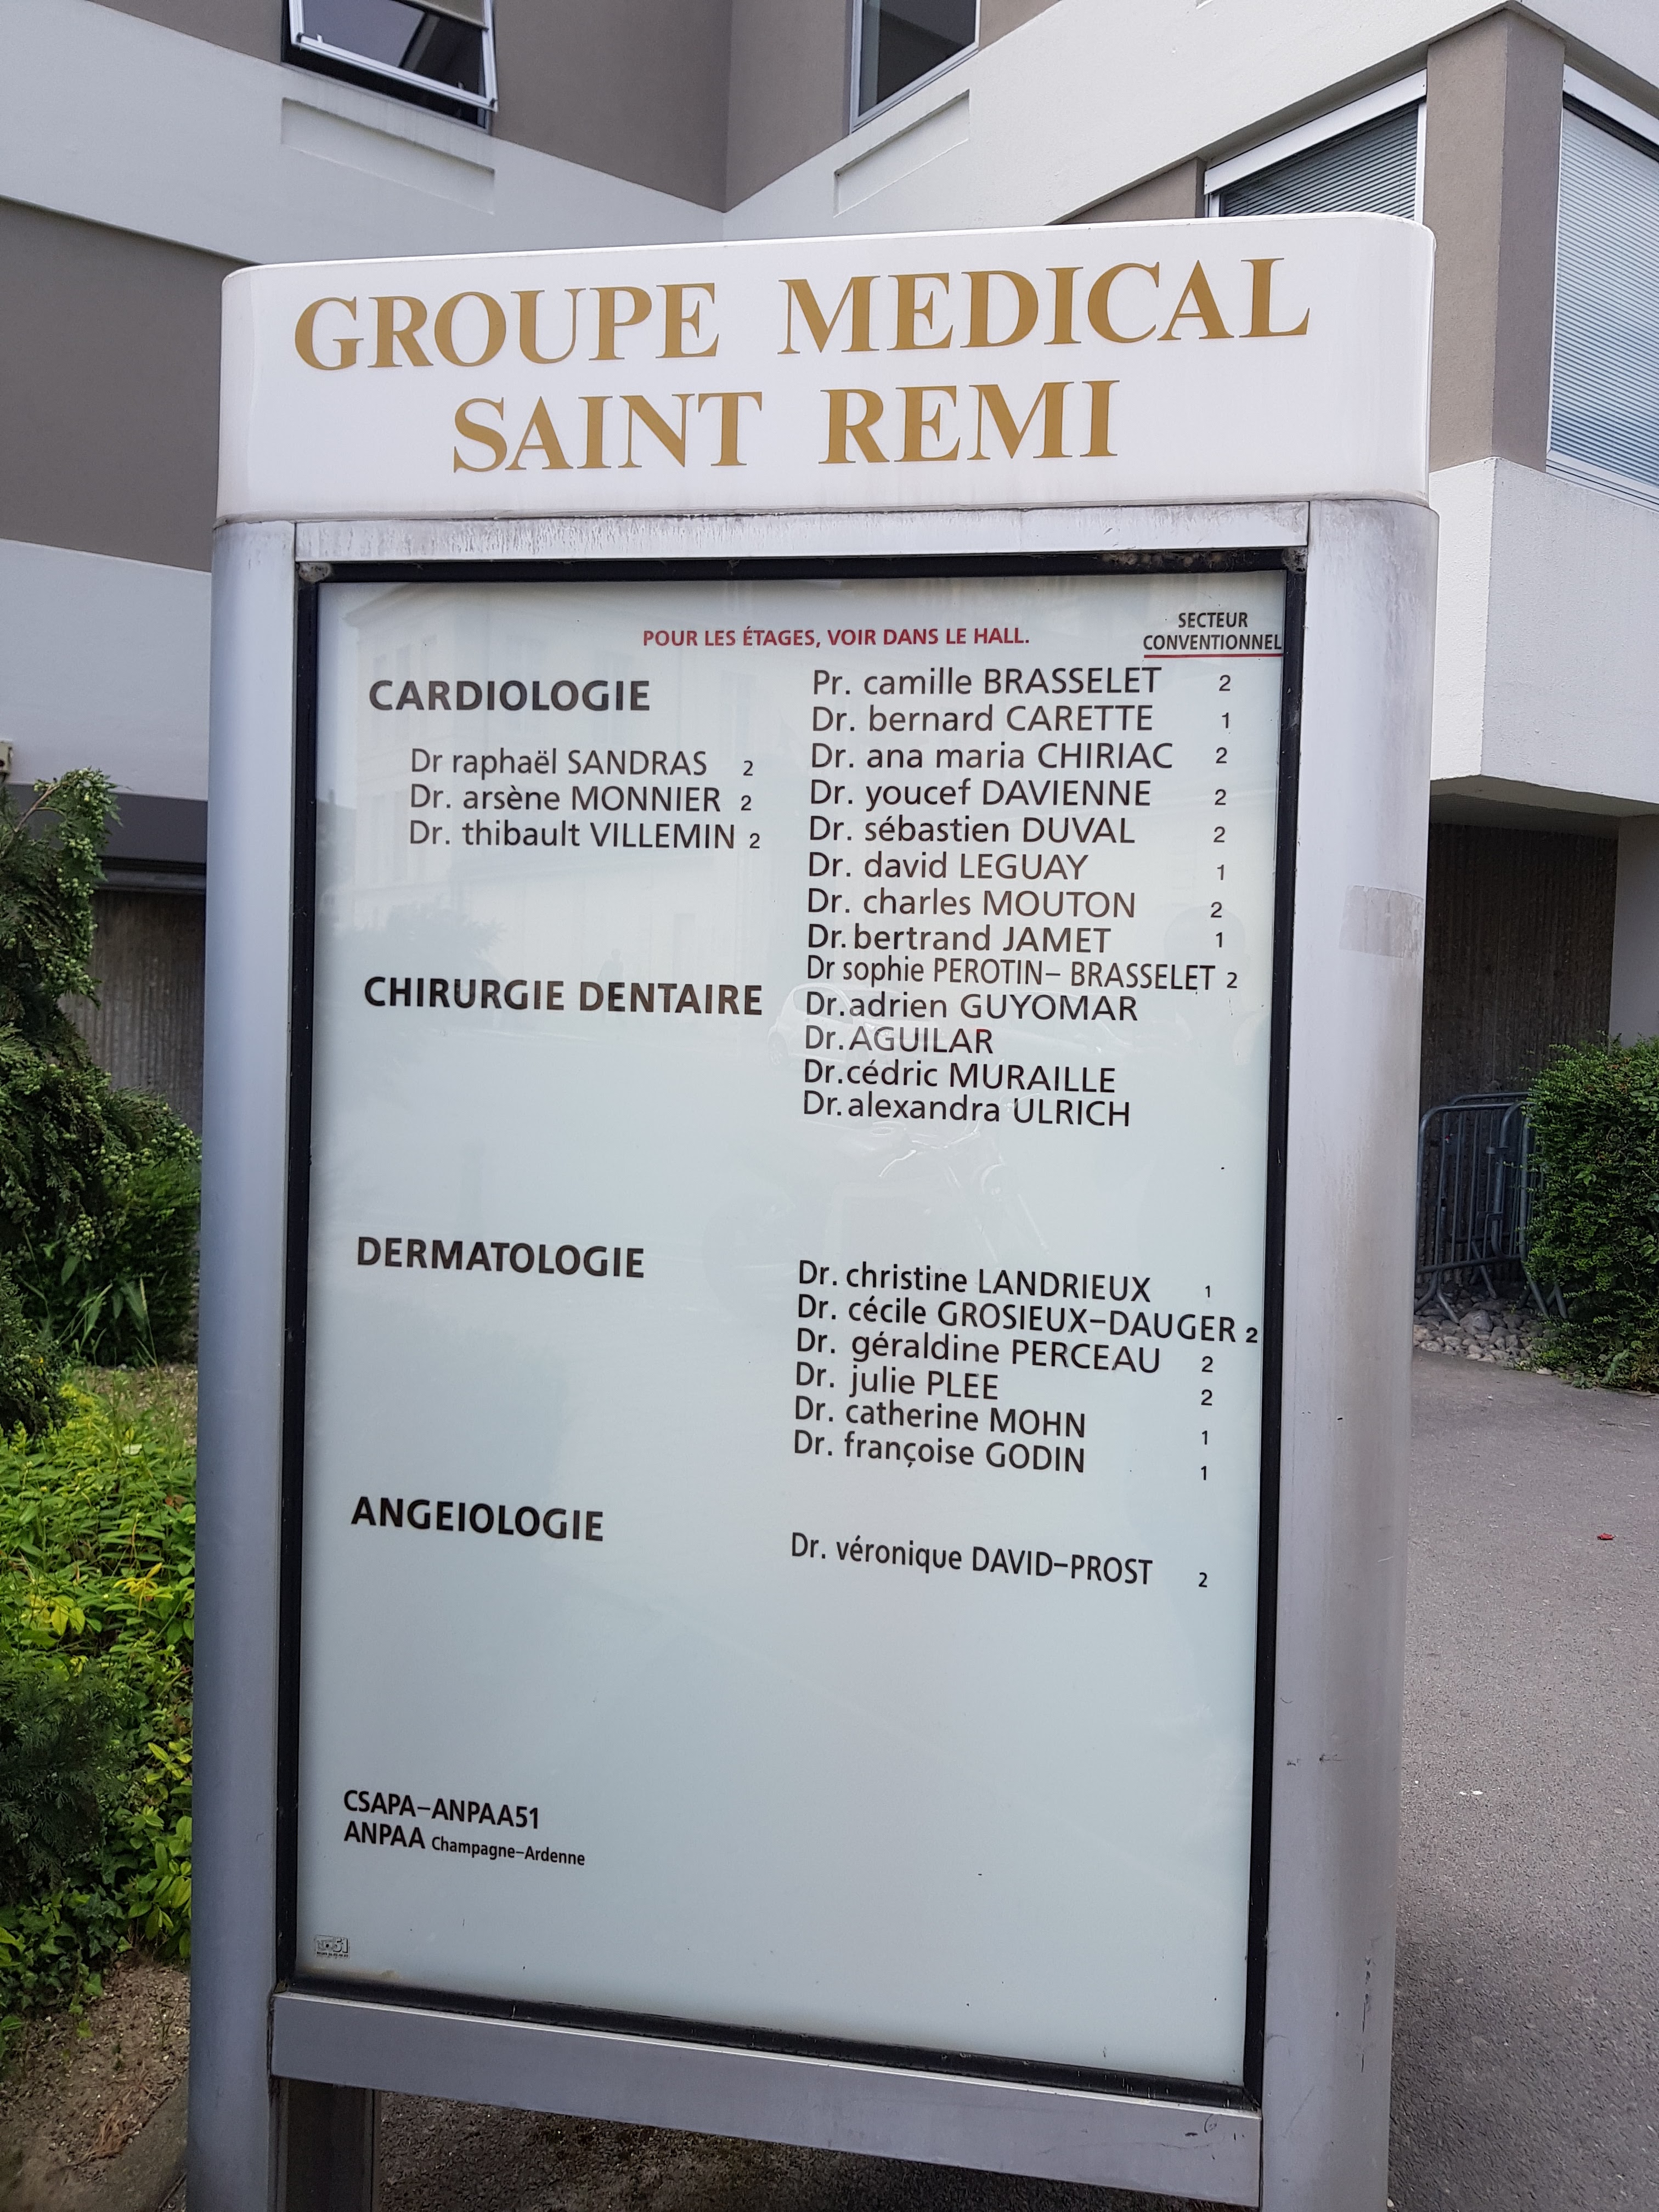 GROUPE MEDICAL
SAINT REMI
POUR LES ÉTAGES, VOIR DANS LE HALL.
SECTEUR
CONVENTIONNEL
CARDIOLOGIE
Dr raphaël SANDRAS 2
Dr. arsène MONNIER 2
Dr. thibault VILLEMIN 2
Pr. camille BRASSELET 2
Dr. bernard CARETTE 1
Dr. ana maria CHIRIAC 2
Dr. youcef DAVIENNE 2
Dr. sébastien DUVAL 2
Dr. david LEGUAY 1
Dr. charles MOUTON 2
Dr. bertrand JAMET 1
Dr sophie PEROTIN- BRASSELET 2
CHIRURGIE DENTAIRE
Dr. adrien GUYOMAR
Dr. AGUILAR
Dr. cédric MURAILLE
Dr. alexandra ULRICH
DERMATOLOGIE
Dr. christine LANDRIEUX 1
Dr. cécile GROSIEUX-DAUGER 2
Dr. géraldine PERCEAU 2
Dr. julie PLEE 2
Dr. catherine MOHN 1
Dr. françoise GODIN 1
ANGEIOLOGIE
Dr. véronique DAVID-PROST 2
CSAPA-ANPAA51
ANPAA Champagne-Ardenne